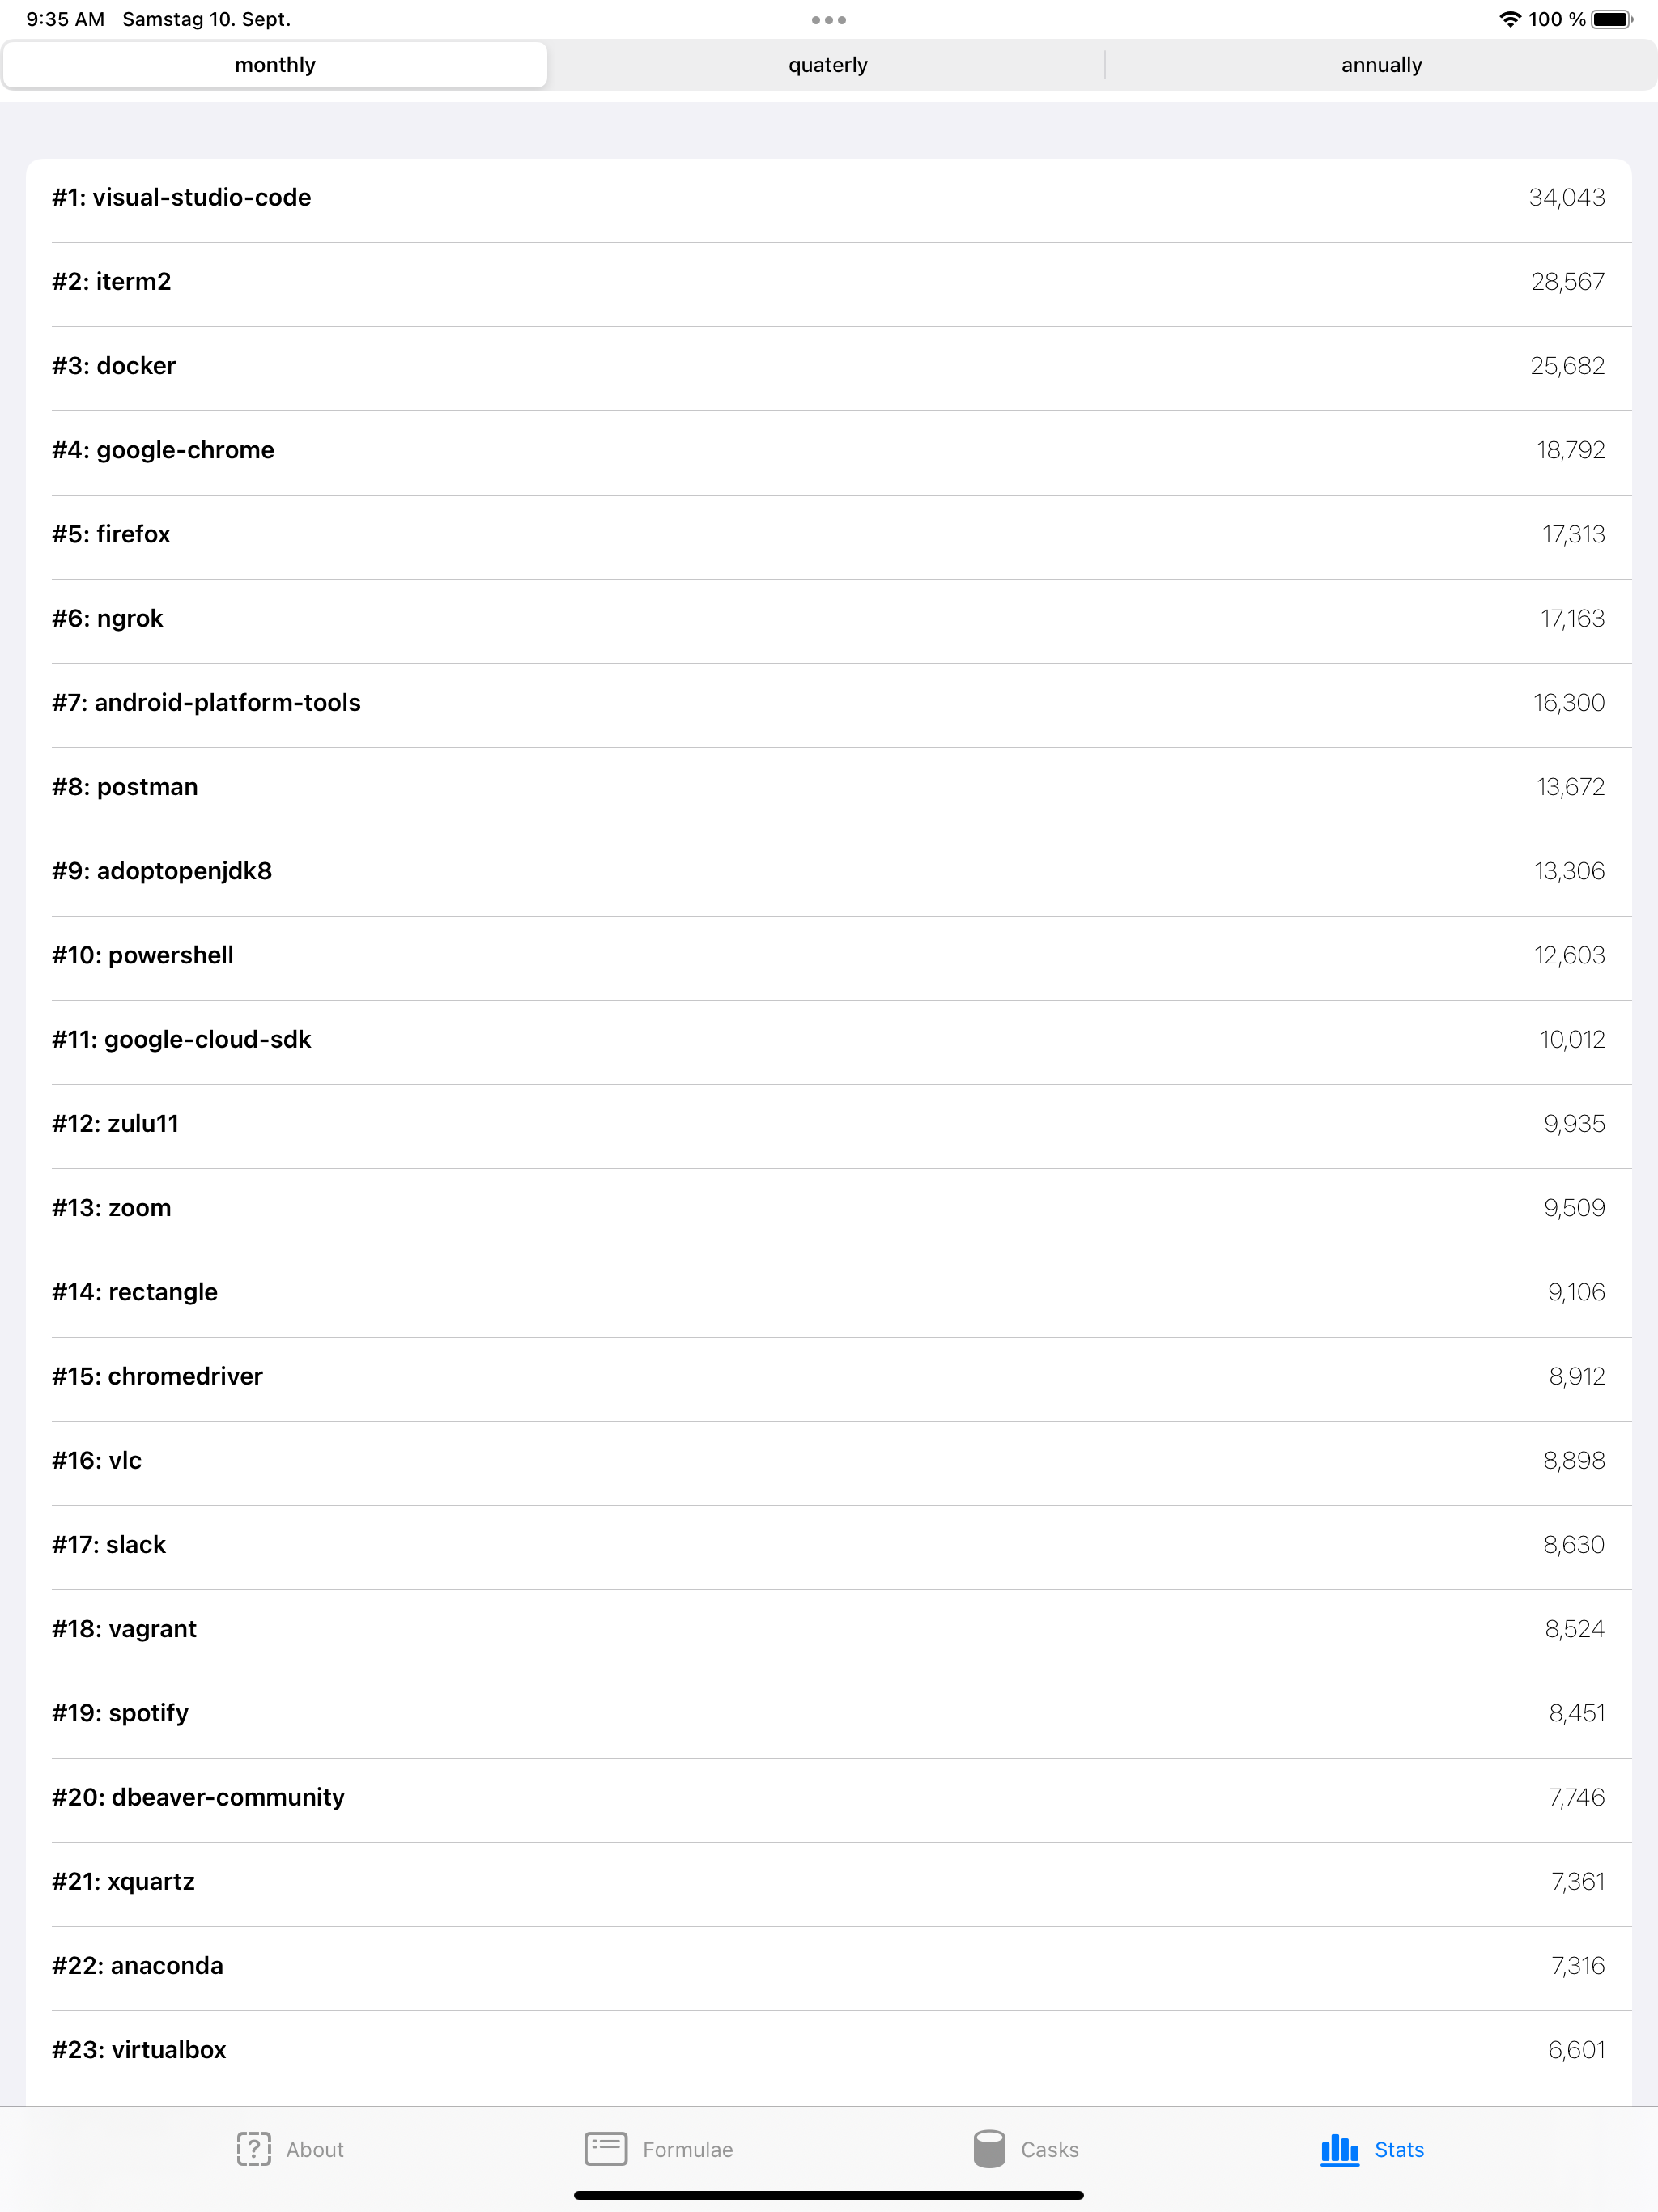 9:35 AM Samstag 10. Sept. 100 %
monthly quaterly annually
#1: visual-studio-code 34,043
#2: iterm2 28,567
#3: docker 25,682
#4: google-chrome 18,792
#5: firefox 17,313
#6: ngrok 17,163
#7: android-platform-tools 16,300
#8: postman 13,672
#9: adoptopenjdk8 13,306
#10: powershell 12,603
#11: google-cloud-sdk 10,012
#12: zulu11 9,935
#13: zoom 9,509
#14: rectangle 9,106
#15: chromedriver 8,912
#16: vlc 8,898
#17: slack 8,630
#18: vagrant 8,524
#19: spotify 8,451
#20: dbeaver-community 7,746
#21: xquartz 7,361
#22: anaconda 7,316
#23: virtualbox 6,601
About Formulae Casks Stats